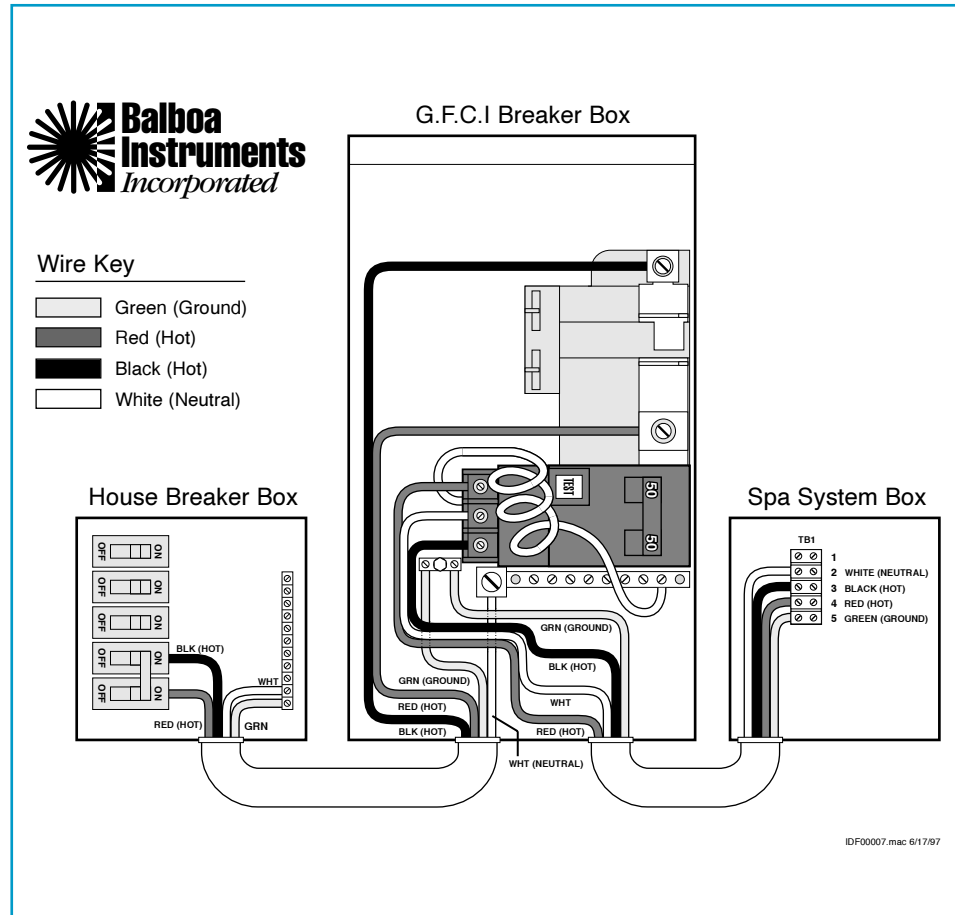 Balboa
Instruments
Incorporated
G.F.C.I Breaker Box
Wire Key
Green (Ground)
Red (Hot)
Black (Hot)
White (Neutral)
House Breaker Box
OFF ON
OFF ON
OFF ON
OFF ON
OFF ON
BLK (HOT)
WHT
RED (HOT)
GRN
TEST
50
50
GRN (GROUND)
BLK (HOT)
GRN (GROUND)
WHT
RED (HOT)
RED (HOT)
BLK (HOT)
WHT (NEUTRAL)
Spa System Box
TB1
1
2 WHITE (NEUTRAL)
3 BLACK (HOT)
4 RED (HOT)
5 GREEN (GROUND)
IDF00007.mac 6/17/97